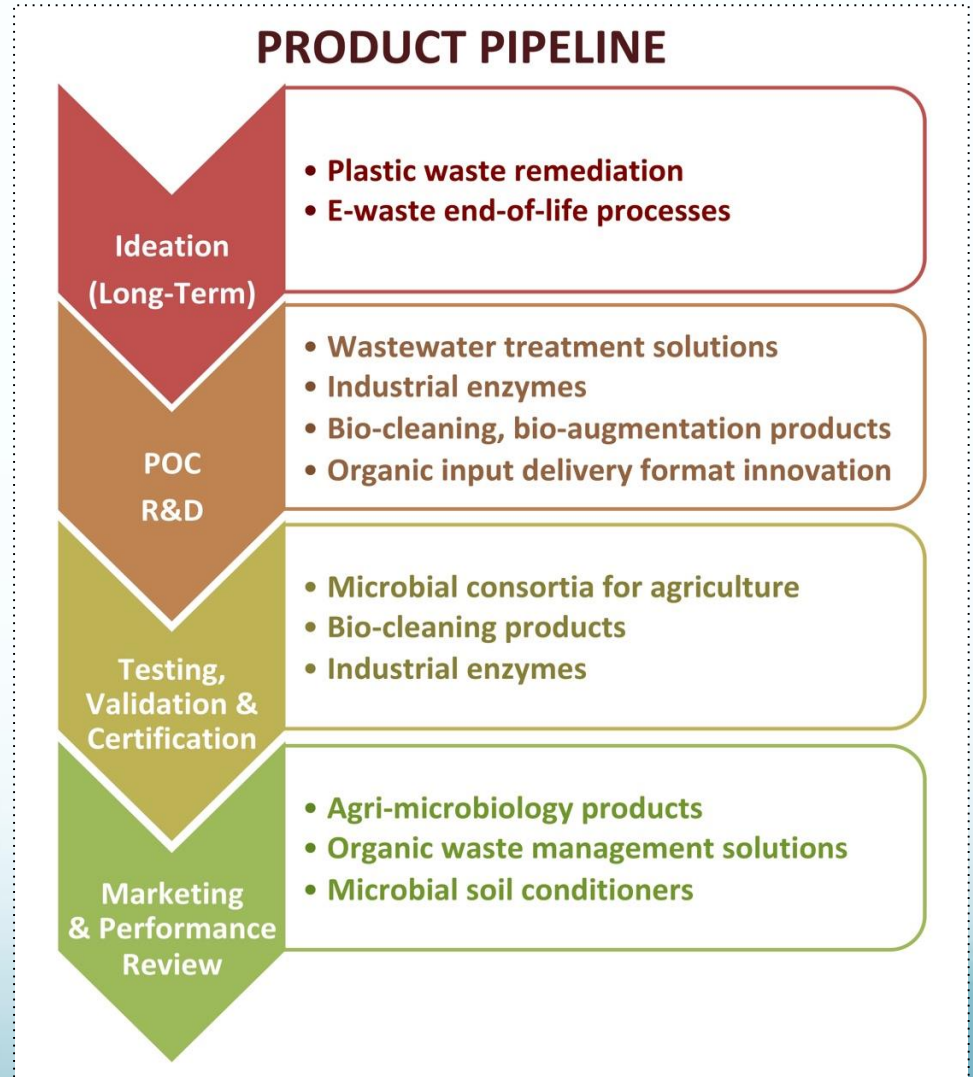 PRODUCT PIPELINE
Ideation
(Long-Term)
• Plastic waste remediation
• E-waste end-of-life processes
POC
R&D
• Wastewater treatment solutions
• Industrial enzymes
• Bio-cleaning, bio-augmentation products
• Organic input delivery format innovation
Testing,
Validation &
Certification
• Microbial consortia for agriculture
• Bio-cleaning products
• Industrial enzymes
Marketing
& Performance
Review
• Agri-microbiology products
• Organic waste management solutions
• Microbial soil conditioners